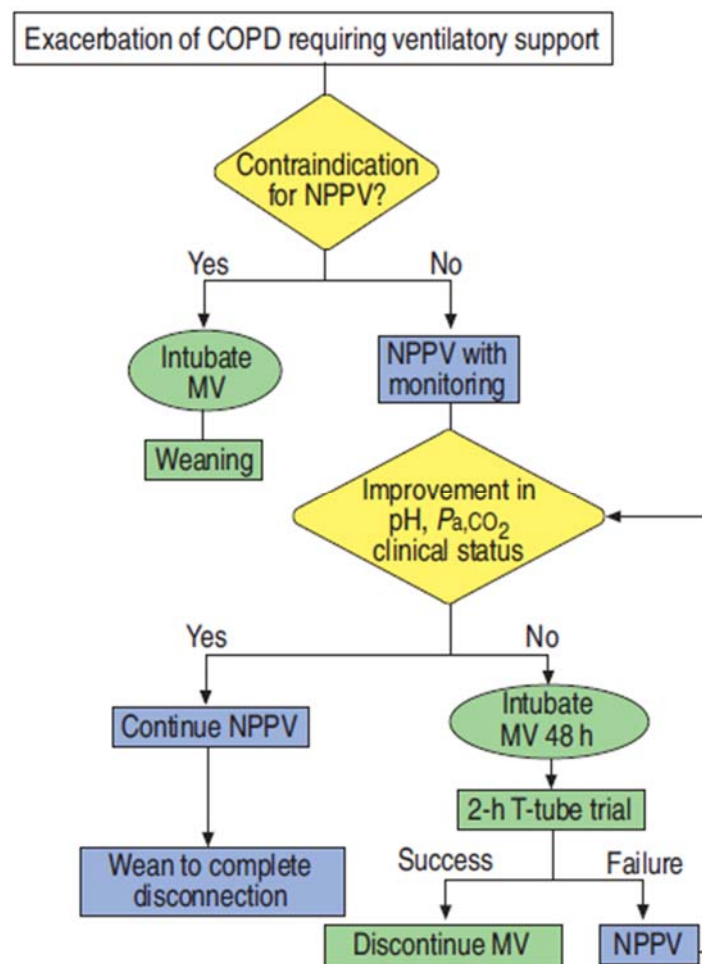 Exacerbation of COPD requiring ventilatory support
Contraindication
for NPPV?
Yes
No
Intubate
MV
NPPV with
monitoring
Weaning
Improvement in
pH, Pa,CO2
clinical status
Yes
No
Continue NPPV
Intubate
MV 48 h
2-h T-tube trial
Wean to complete
disconnection
Success
Failure
Discontinue MV
NPPV